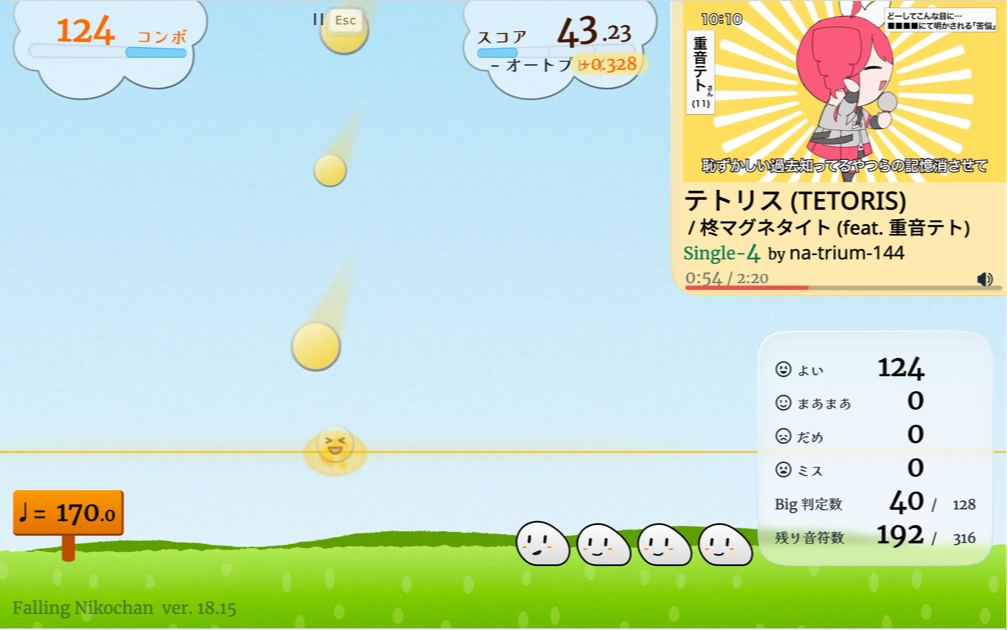 124 コンボ
Esc
スコア 43.23
- オートプ +0.328
10:10
どーしてこんな目に…
■■■■にて明かされる「苦悩」
重音テトさん
(11)
恥ずかしい過去知ってるやつらの記憶消させて
テトリス (TETORIS)
/ 柊マグネタイト (feat. 重音テト)
Single-4 by na-trium-144
0:54 / 2:20
よい 124
まあまあ 0
だめ 0
ミス 0
Big 判定数 40 / 128
残り音符数 192 / 316
♩= 170.0
Falling Nikochan ver. 18.15